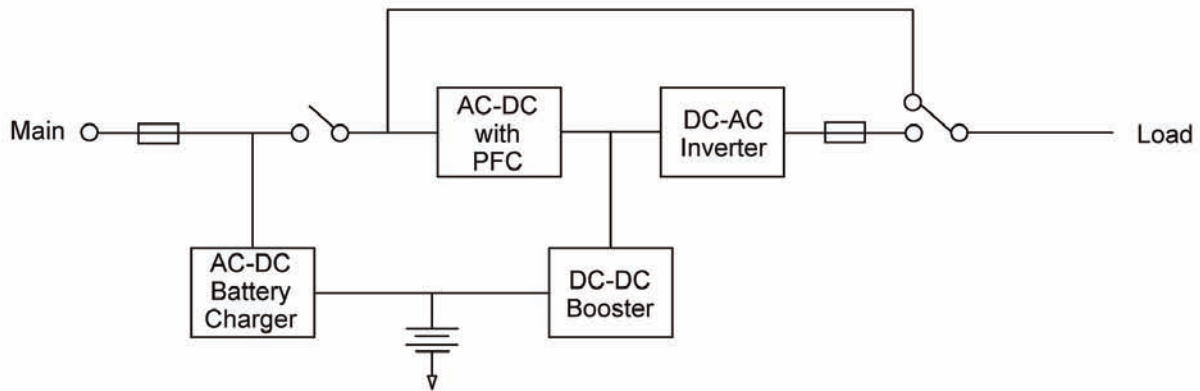 Main
AC-DC
with
PFC
DC-AC
Inverter
Load
AC-DC
Battery
Charger
DC-DC
Booster